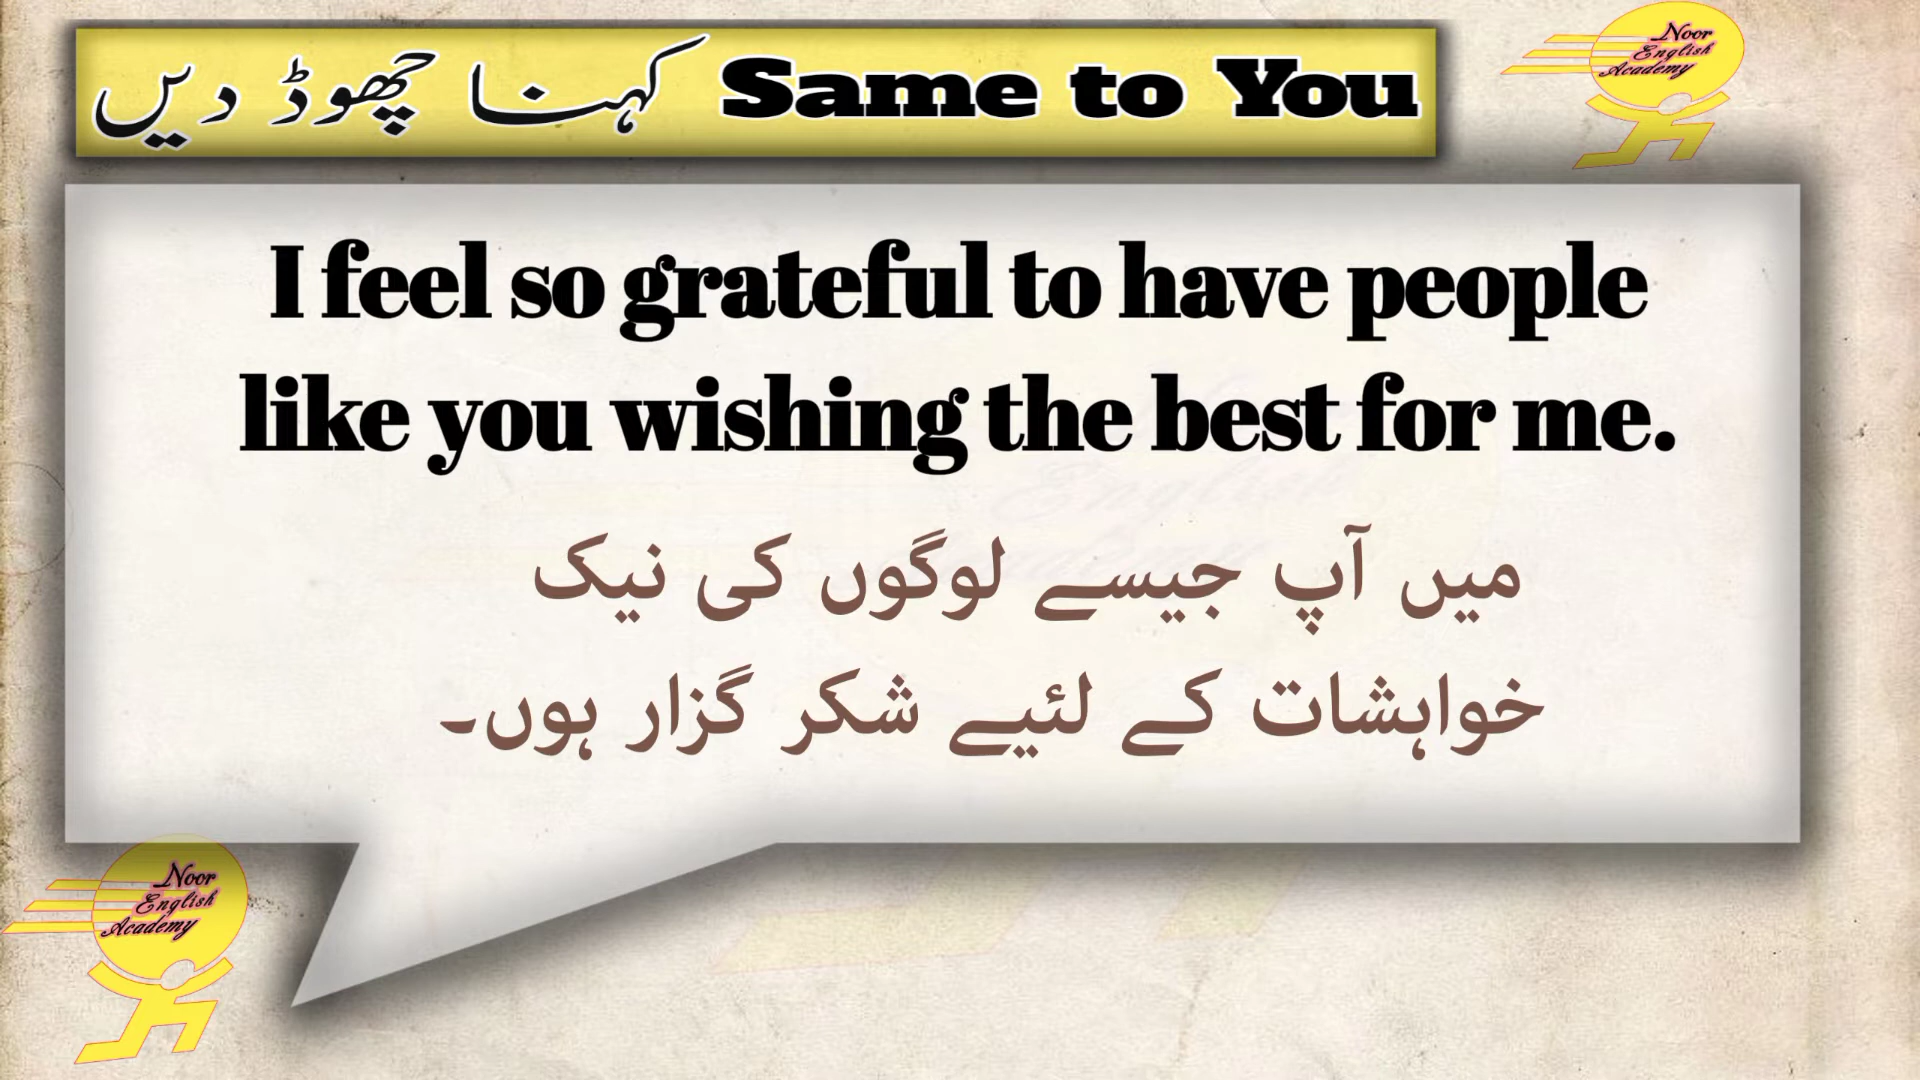 Same to You کہنا چھوڈ دیں
Noor
English
Academy
I feel so grateful to have people
like you wishing the best for me.
میں آپ جیسے لوگوں کی نیک
خواہشات کے لئیے شکر گزار ہوں۔
Noor
English
Academy